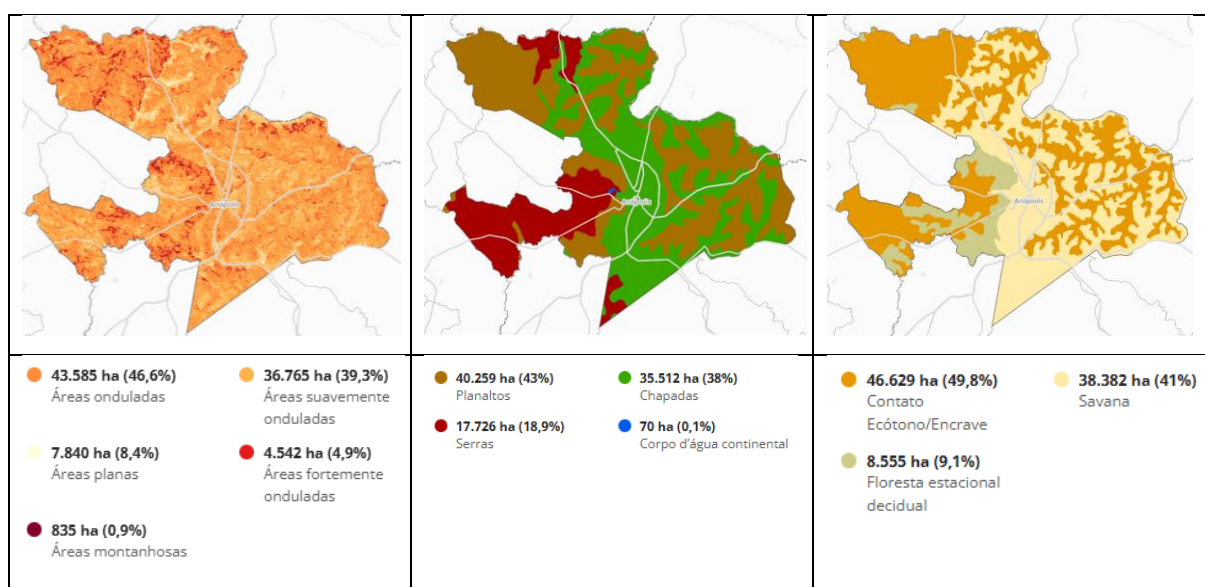 Anápolis
Anápolis
Anápolis
43.585 ha (46,6%)
Áreas onduladas
36.765 ha (39,3%)
Áreas suavemente
onduladas
7.840 ha (8,4%)
Áreas planas
4.542 ha (4,9%)
Áreas fortemente
onduladas
835 ha (0,9%)
Áreas montanhosas
40.259 ha (43%)
Planaltos
35.512 ha (38%)
Chapadas
17.726 ha (18,9%)
Serras
70 ha (0,1%)
Corpo d'água continental
46.629 ha (49,8%)
Contato
Ecótono/Encrave
38.382 ha (41%)
Savana
8.555 ha (9,1%)
Floresta estacional
decidual